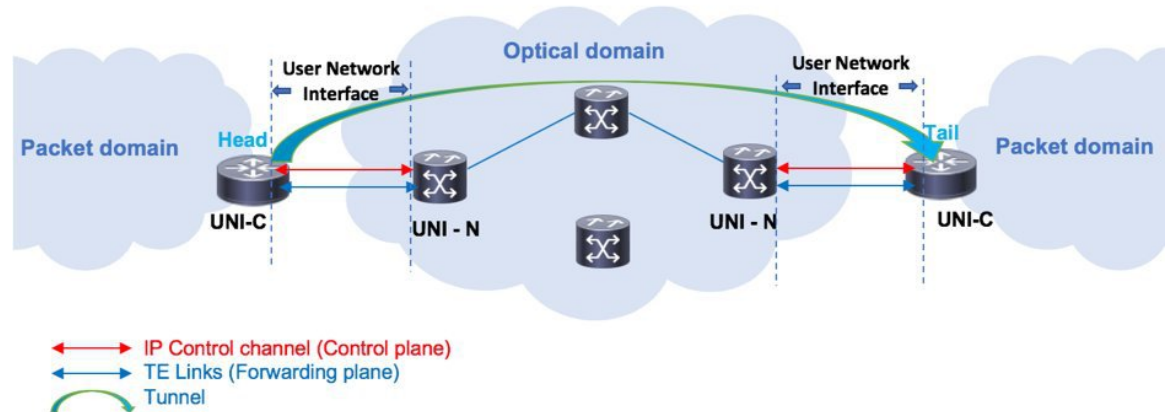 Optical domain
User Network
Interface
User Network
Interface
Packet domain
Head
Tail
Packet domain
UNI-C
UNI - N
UNI - N
UNI-C
IP Control channel (Control plane)
TE Links (Forwarding plane)
Tunnel